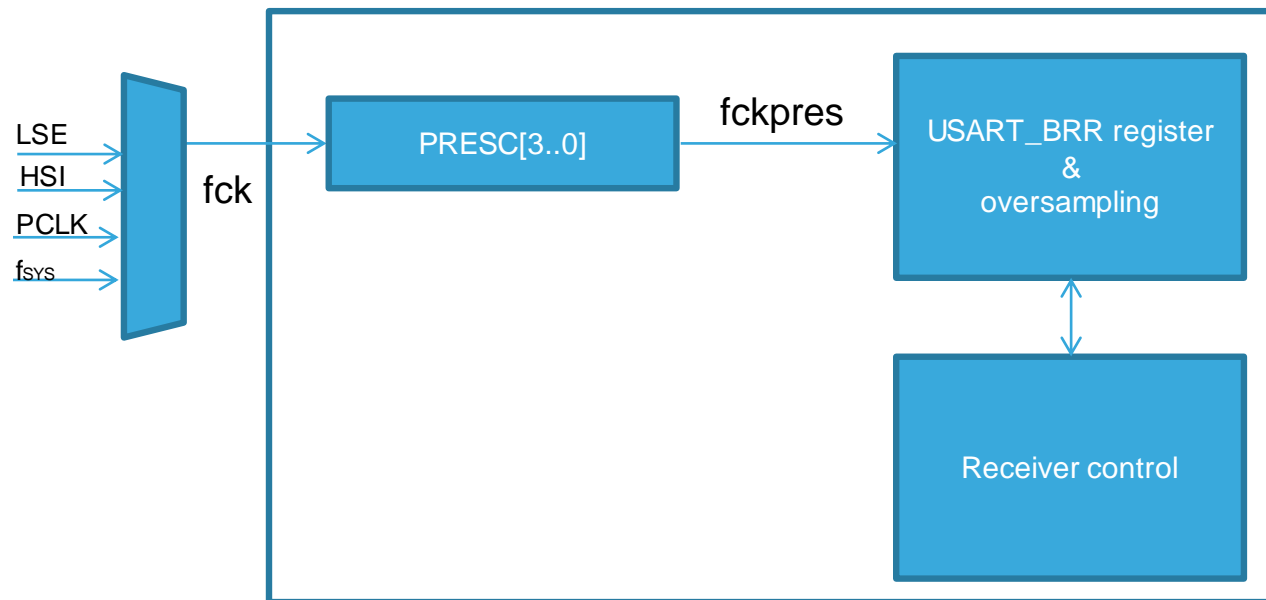 LSE
HSI
PCLK
fSYS
fck
PRESC[3..0]
fckpres
USART_BRR register
&
oversampling
Receiver control